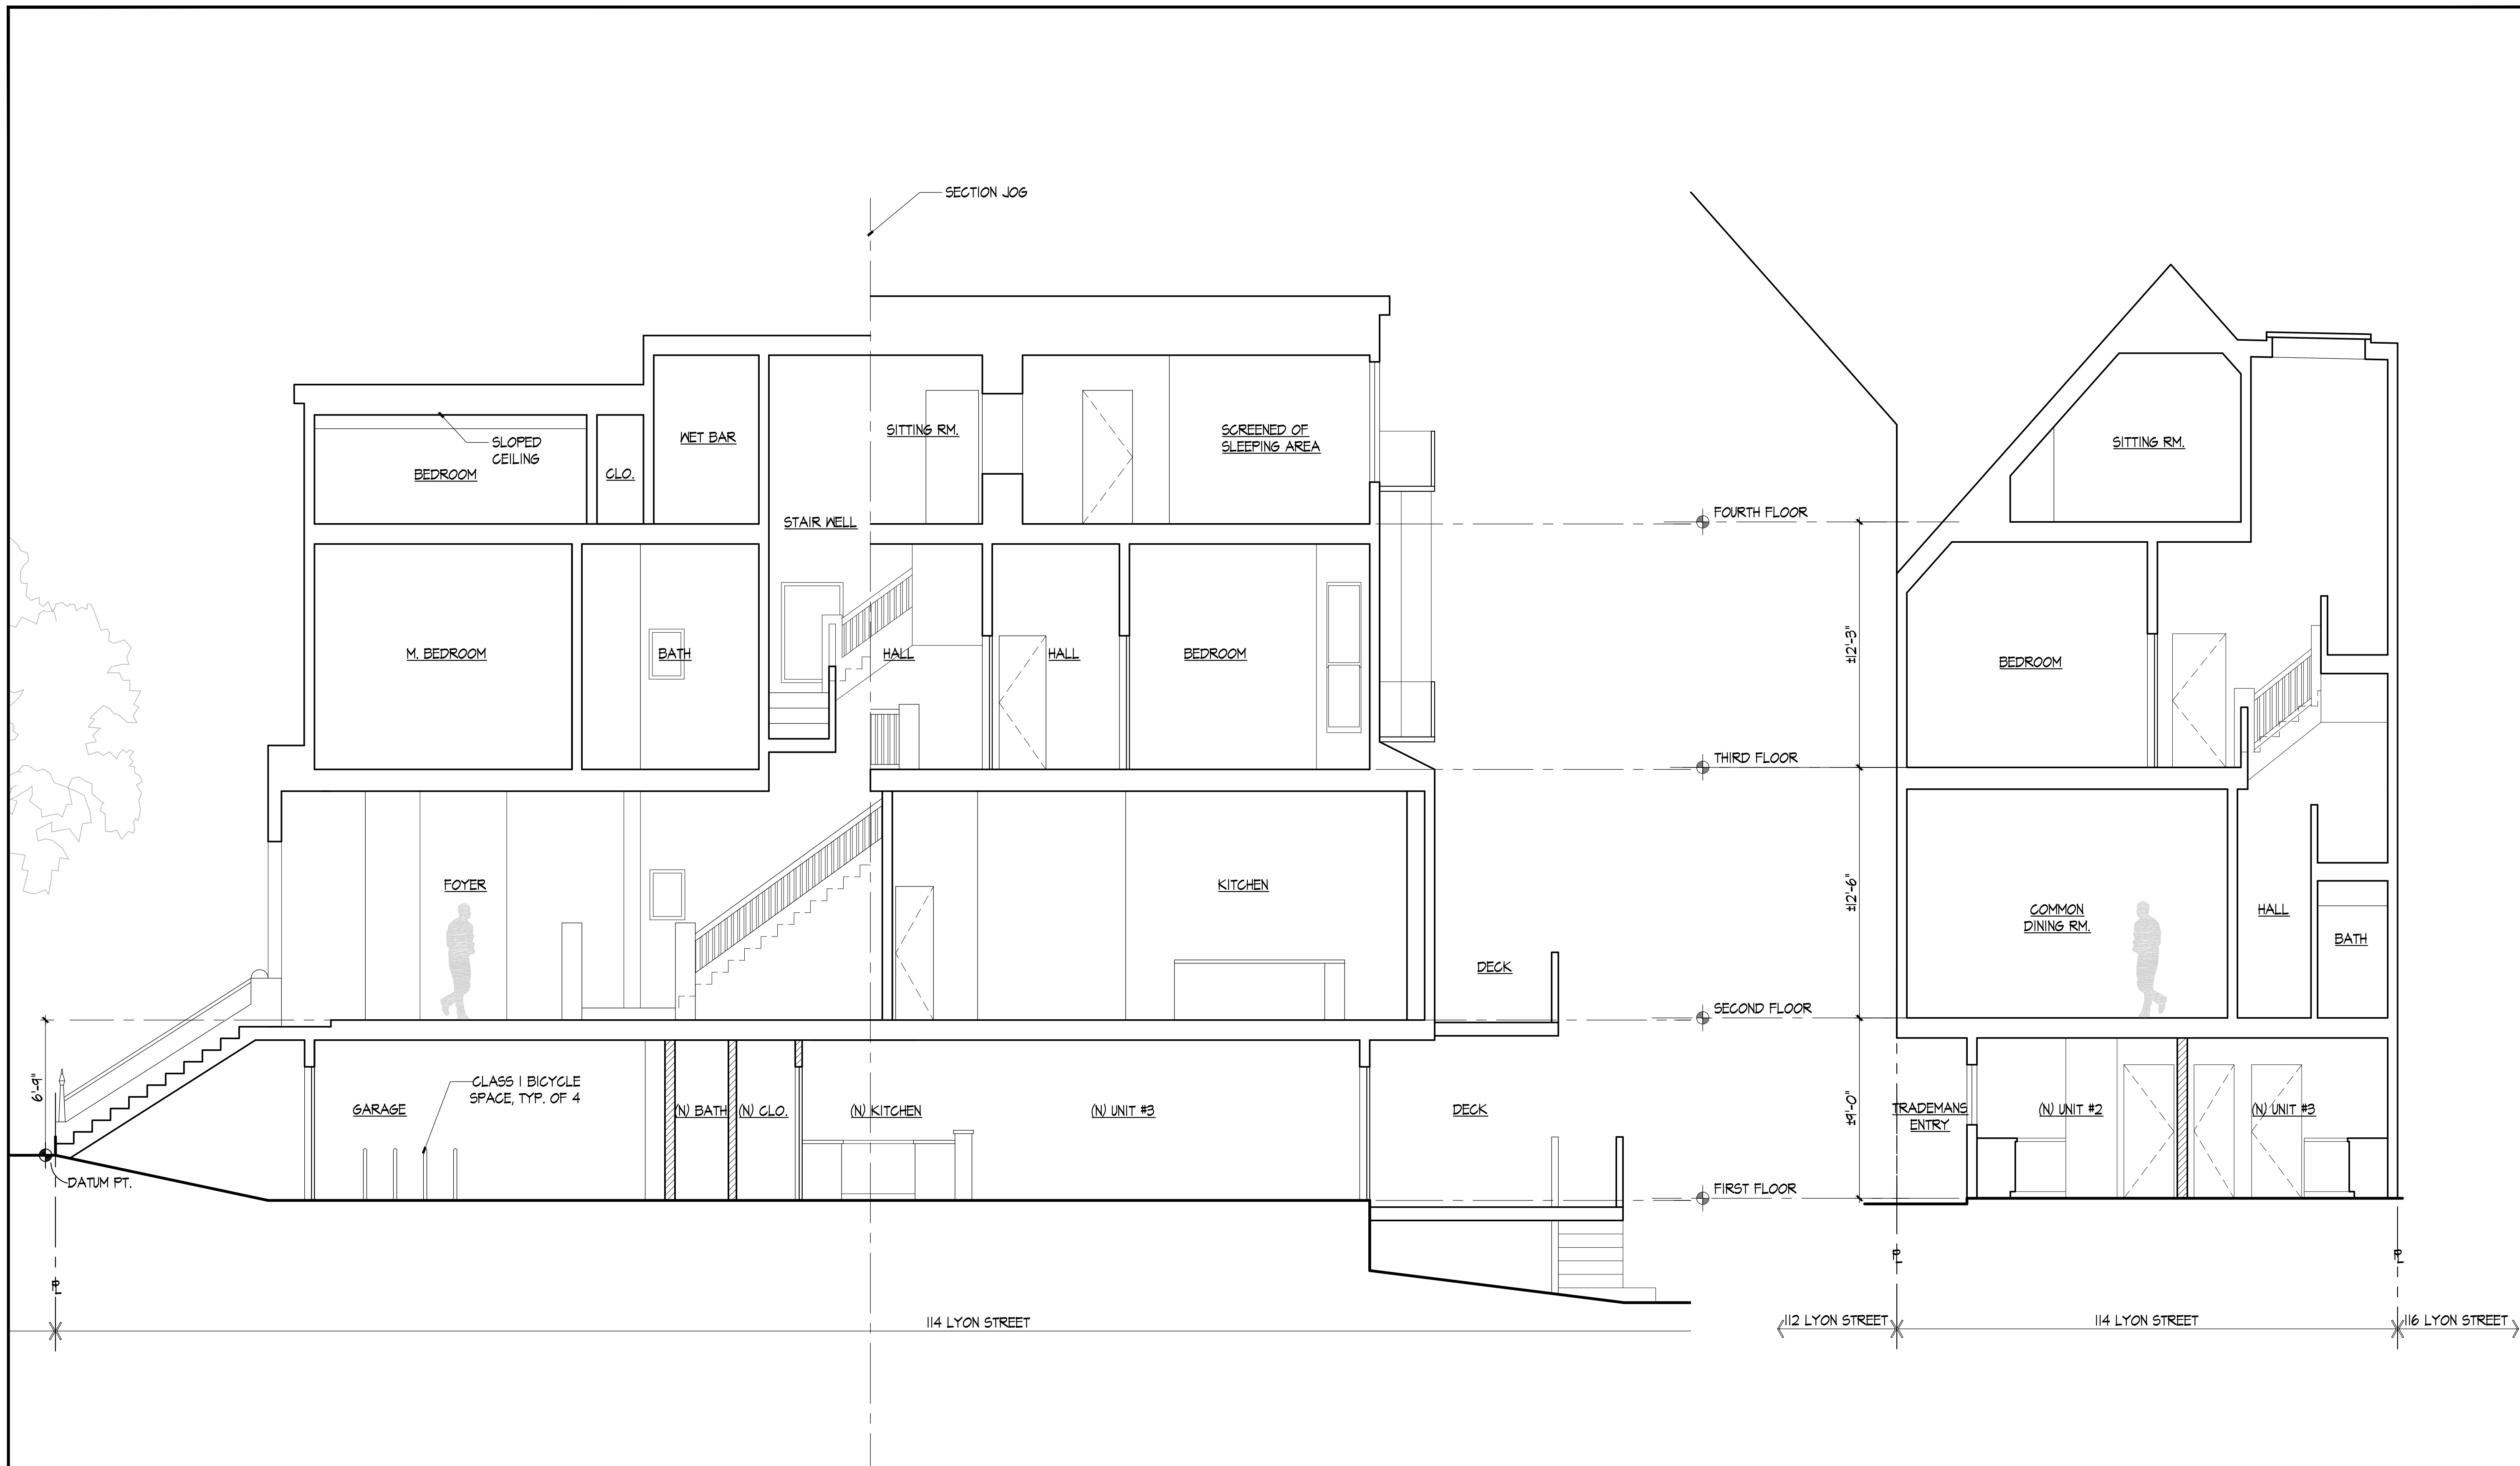 SECTION JOG
SLOPED
CEILING
BEDROOM
CLO.
WET BAR
SITTING RM.
SCREENED OF
SLEEPING AREA
STAIR WELL
M. BEDROOM
BATH
HALL
HALL
BEDROOM
FOYER
KITCHEN
DECK
6'-9"
GARAGE
CLASS 1 BICYCLE
SPACE, TYP. OF 4
(N) BATH
(N) CLO.
(N) KITCHEN
(N) UNIT #3
DECK
DATUM PT.
PL
114 LYON STREET
FOURTH FLOOR
THIRD FLOOR
SECOND FLOOR
FIRST FLOOR
±12'-3"
±12'-6"
±9'-0"
SITTING RM.
BEDROOM
COMMON
DINING RM.
HALL
BATH
TRADEMANS
ENTRY
(N) UNIT #2
(N) UNIT #3
PL
PL
112 LYON STREET
114 LYON STREET
116 LYON STREET